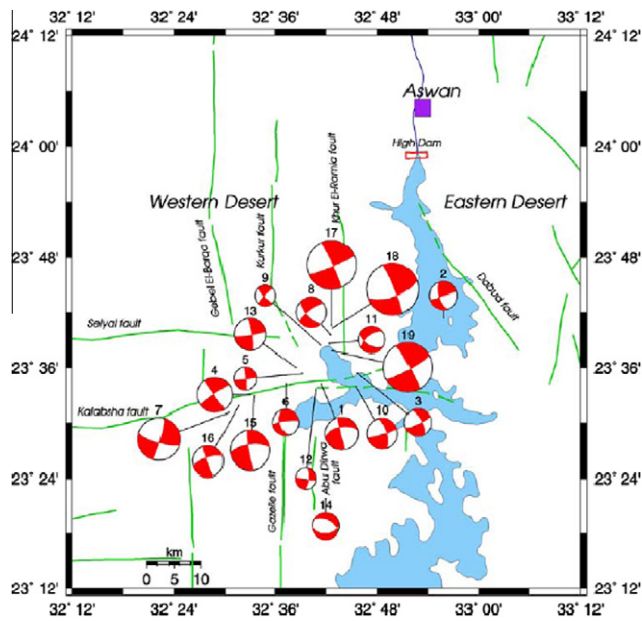 32° 12' 32° 24' 32° 36' 32° 48' 33° 00' 33° 12'
24° 12' 24° 12'
Aswan
24° 00' 24° 00'
High Dam
Western Desert Eastern Desert
Khur El-Ramla fault
Kurkur fault
Gebel El-Barqa fault
Dabud fault
23° 48' 23° 48'
17
18
9 8 2
13 11
19
Seiyal fault
23° 36' 23° 36'
5
4
Kalabsha fault
7 6 1 10 3
16 15
12
Abu Dirwa fault
Gazelle fault
23° 24' 23° 24'
14
km
0 5 10
23° 12' 23° 12'
32° 12' 32° 24' 32° 36' 32° 48' 33° 00' 33° 12'